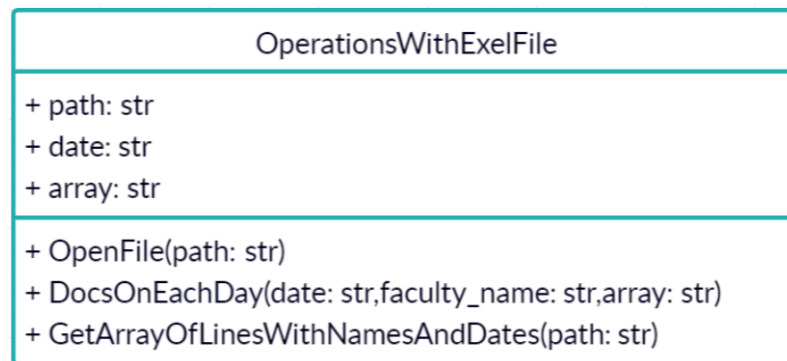 OperationsWithExelFile
+ path: str
+ date: str
+ array: str
+ OpenFile(path: str)
+ DocsOnEachDay(date: str,faculty_name: str,array: str)
+ GetArrayOfLinesWithNamesAndDates(path: str)